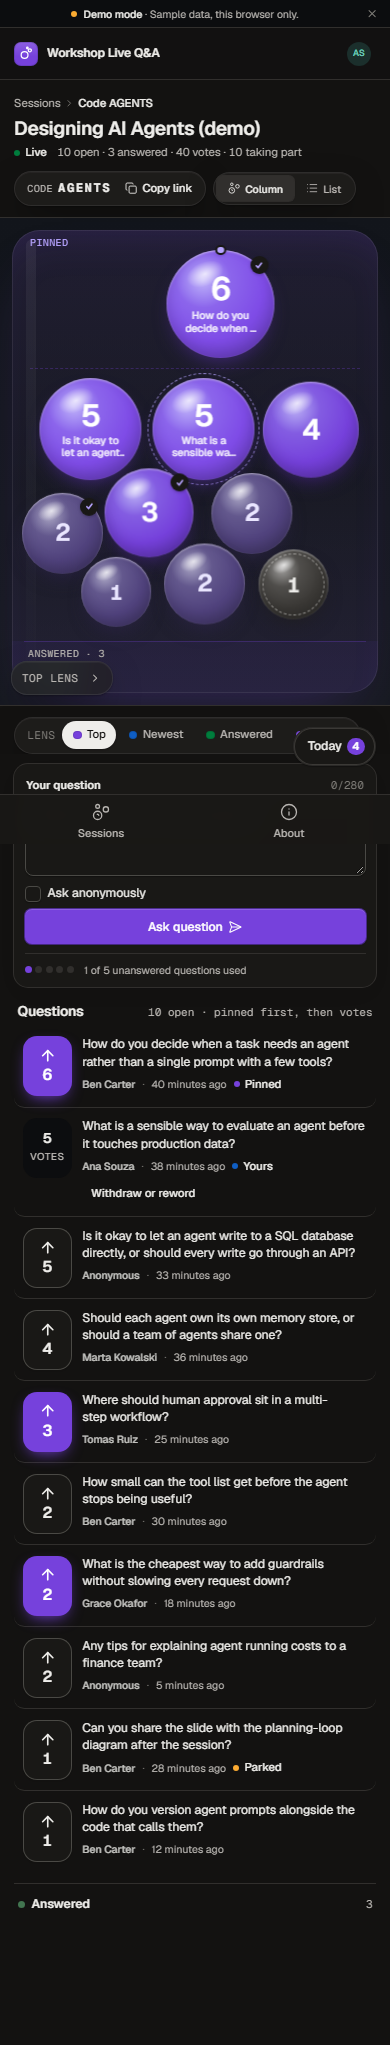 Demo mode · Sample data, this browser only.
Workshop Live Q&A
AS
Sessions > Code AGENTS
Designing AI Agents (demo)
Live 10 open · 3 answered · 40 votes · 10 taking part
CODE AGENTS Copy link
Column List
PINNED
6
How do you
decide when …
5
Is it okay to
let an agent…
5
What is a
sensible wa…
4
2
3
2
1
2
1
ANSWERED · 3
TOP LENS >
LENS Top Newest Answered
Today 4
Your question 0/280
Sessions About
Ask anonymously
Ask question
1 of 5 unanswered questions used
Questions 10 open · pinned first, then votes
6
How do you decide when a task needs an agent
rather than a single prompt with a few tools?
Ben Carter · 40 minutes ago Pinned
5
VOTES
What is a sensible way to evaluate an agent before
it touches production data?
Ana Souza · 38 minutes ago Yours
Withdraw or reword
5
Is it okay to let an agent write to a SQL database
directly, or should every write go through an API?
Anonymous · 33 minutes ago
4
Should each agent own its own memory store, or
should a team of agents share one?
Marta Kowalski · 36 minutes ago
3
Where should human approval sit in a multi-
step workflow?
Tomas Ruiz · 25 minutes ago
2
How small can the tool list get before the agent
stops being useful?
Ben Carter · 30 minutes ago
2
What is the cheapest way to add guardrails
without slowing every request down?
Grace Okafor · 18 minutes ago
2
Any tips for explaining agent running costs to a
finance team?
Anonymous · 5 minutes ago
1
Can you share the slide with the planning-loop
diagram after the session?
Ben Carter · 28 minutes ago Parked
1
How do you version agent prompts alongside the
code that calls them?
Ben Carter · 12 minutes ago
Answered 3